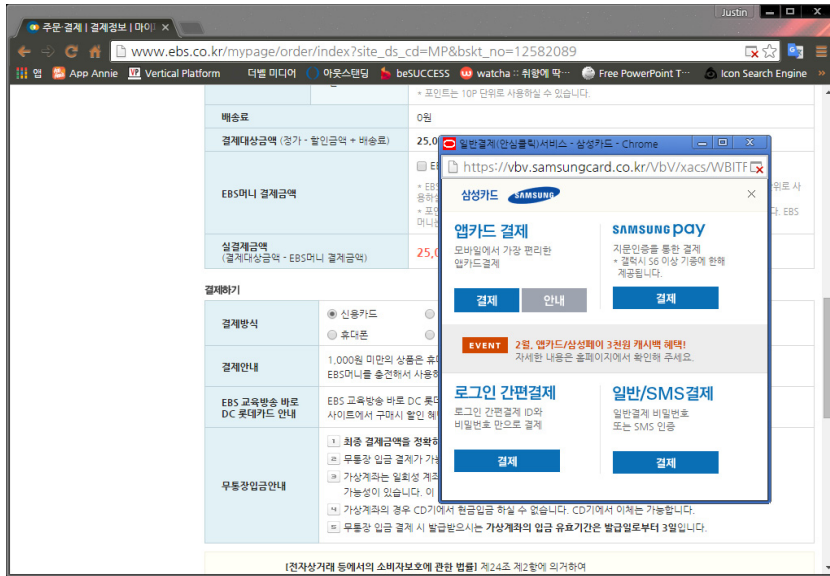 Justin
주문·결제 | 결제정보 | 마이
www.ebs.co.kr/mypage/order/index?site_ds_cd=MP&bskt_no=12582089
앱
App Annie
Vertical Platform
더벨 미디어
아웃스탠딩
beSUCCESS
watcha :: 취향에 딱…
Free PowerPoint T…
Icon Search Engine
* 포인트는 10P 단위로 사용하실 수 있습니다.
배송료
0원
결제대상금액 (정가 - 할인금액 + 배송료)
25,0
EBS머니 결제금액
실결제금액
(결제대상금액 - EBS머니 결제금액)
25,0
결제하기
결제방식
신용카드
휴대폰
결제안내
1,000원 미만의 상품은 휴
EBS머니를 충전해서 사용하
EBS 교육방송 바로
DC 롯데카드 안내
EBS 교육방송 바로 DC 롯데
사이트에서 구매시 할인 혜
무통장입금안내
1 최종 결제금액을 정확히
2 무통장 입금 결제가 가능
3 가상계좌는 일회성 계좌
가능성이 있습니다. 이
4 가상계좌의 경우 CD기에서 현금입금 하실 수 없습니다. CD기에서 이체는 가능합니다.
5 무통장 입금 결제 시 발급받으시는 가상계좌의 입금 유효기간은 발급일로부터 3일입니다.
[전자상거래 등에서의 소비자보호에 관한 법률] 제24조 제2항에 의거하여
일반결제(안심클릭)서비스 - 삼성카드 - Chrome
https://vbv.samsungcard.co.kr/VbV/xacs/WBITF
삼성카드 SAMSUNG
앱카드 결제
모바일에서 가장 편리한
앱카드결제
결제
안내
SAMSUNG pay
지문인증을 통한 결제
* 갤럭시 S6 이상 기종에 한해
제공됩니다.
결제
EVENT
2월, 앱카드/삼성페이 3천원 캐시백 혜택!
자세한 내용은 홈페이지에서 확인해 주세요.
로그인 간편결제
로그인 간편결제 ID와
비밀번호 만으로 결제
결제
일반/SMS결제
일반결제 비밀번호
또는 SMS 인증
결제